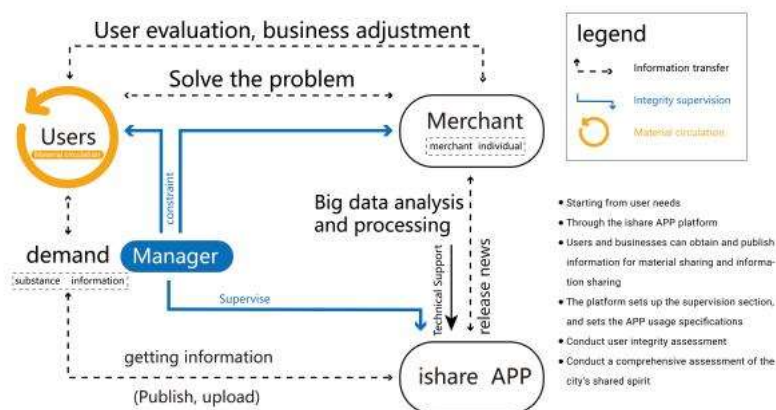 User evaluation, business adjustment
Solve the problem
Users
Material circulation
Merchant
merchant individual
constraint
Big data analysis
and processing
demand
substance information
Manager
Supervise
Technical Support
release news
getting information
(Publish, upload)
ishare APP
legend
Information transfer
Integrity supervision
Material circulation
• Starting from user needs
• Through the ishare APP platform
• Users and businesses can obtain and publish
information for material sharing and informa-
tion sharing
• The platform sets up the supervision section,
and sets the APP usage specifications
• Conduct user integrity assessment
• Conduct a comprehensive assessment of the
city's shared spirit